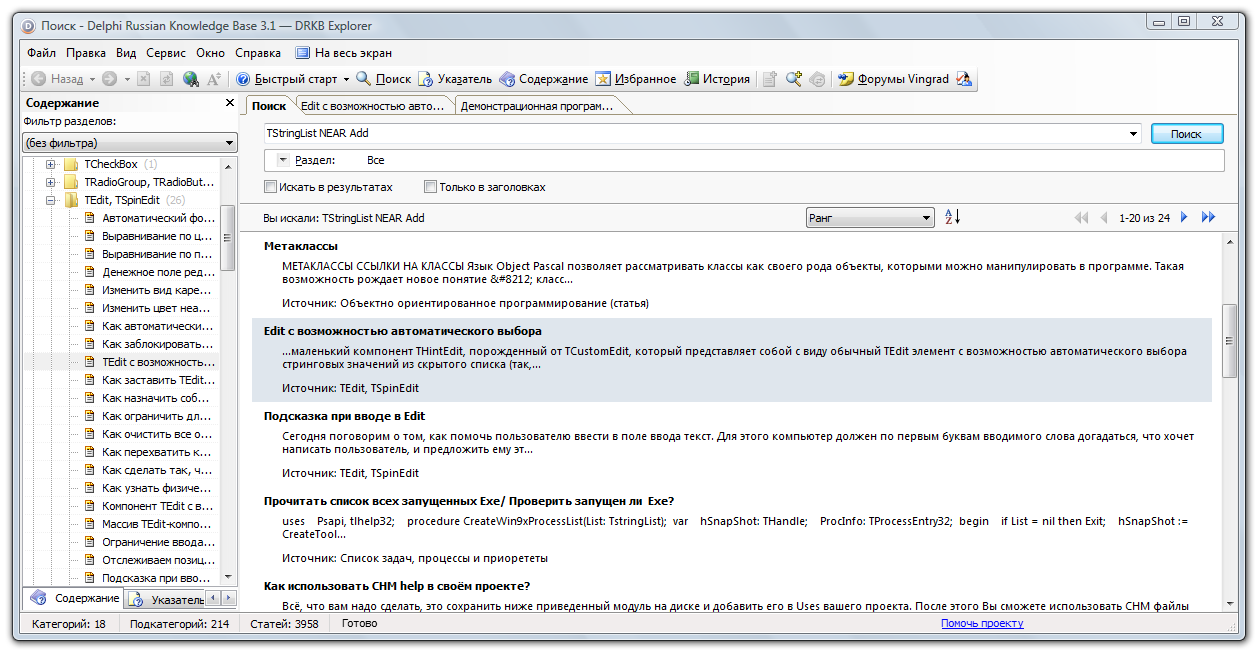 Поиск - Delphi Russian Knowledge Base 3.1 — DRKB Explorer
Файл Правка Вид Сервис Окно Справка На весь экран
Назад Быстрый старт Поиск Указатель Содержание Избранное История Форумы Vingrad
Содержание
Фильтр разделов:
(без фильтра)
TCheckBox (1)
TRadioGroup, TRadioBut...
TEdit, TSpinEdit (26)
Автоматический фо...
Выравнивание по ц...
Выравнивание по п...
Денежное поле ред...
Изменить вид каре...
Изменить цвет неа...
Как автоматически...
Как заблокировать...
TEdit с возможность...
Как заставить TEdit...
Как назначить соб...
Как ограничить дл...
Как очистить все о...
Как перехватить к...
Как сделать так, ч...
Как узнать физиче...
Компонент TEdit с в...
Массив TEdit-компо...
Ограничение ввода...
Отслеживаем позиц...
Подсказка при вво...
Содержание Указатель
Поиск Edit с возможностью авто... Демонстрационная програм...
TStringList NEAR Add Поиск
Раздел: Все
Искать в результатах Только в заголовках
Вы искали: TStringList NEAR Add Ранг 1-20 из 24
Метаклассы
МЕТАКЛАССЫ ССЫЛКИ НА КЛАССЫ Язык Object Pascal позволяет рассматривать классы как своего рода объекты, которыми можно манипулировать в программе. Такая
возможность рождает новое понятие &#8212; класс...
Источник: Объектно ориентированное программирование (статья)
Edit с возможностью автоматического выбора
...маленький компонент THintEdit, порожденный от TCustomEdit, который представляет собой с виду обычный TEdit элемент с возможностью автоматического выбора
стринговых значений из скрытого списка (так,...
Источник: TEdit, TSpinEdit
Подсказка при вводе в Edit
Сегодня поговорим о том, как помочь пользователю ввести в поле ввода текст. Для этого компьютер должен по первым буквам вводимого слова догадаться, что хочет
написать пользователь, и предложить ему эт...
Источник: TEdit, TSpinEdit
Прочитать список всех запущенных Exe/ Проверить запущен ли Exe?
uses Psapi, tlhelp32; procedure CreateWin9xProcessList(List: TstringList); var hSnapShot: THandle; ProcInfo: TProcessEntry32; begin if List = nil then Exit; hSnapShot :=
CreateTool...
Источник: Список задач, процессы и приорететы
Как использовать CHM help в своём проекте?
Всё, что вам надо сделать, это сохранить ниже приведенный модуль на диске и добавить его в Uses вашего проекта. После этого Вы сможете использовать CHM файлы
Категорий: 18 Подкатегорий: 214 Статей: 3958 Готово Помочь проекту